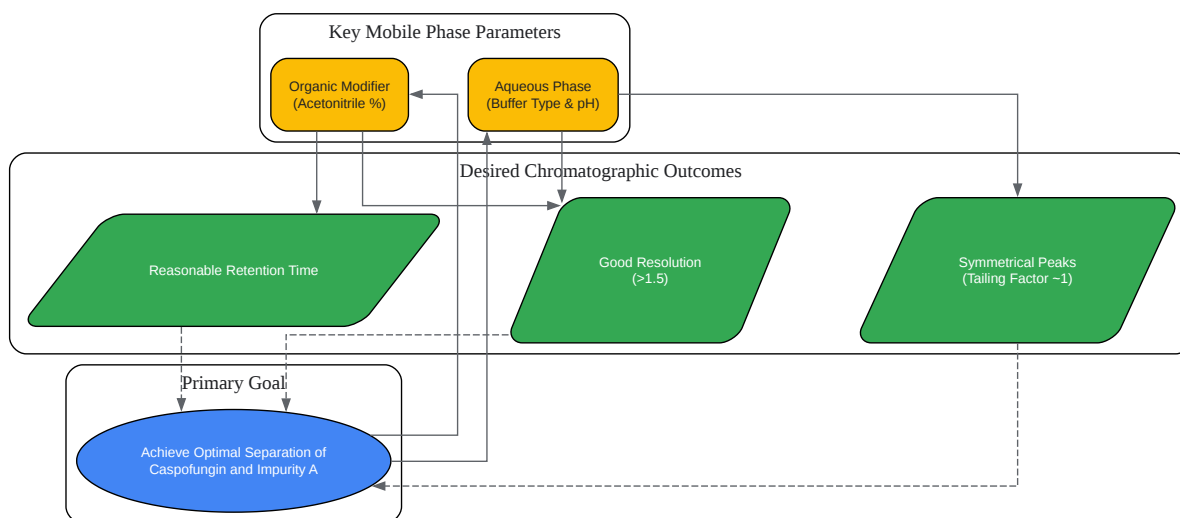 Key Mobile Phase Parameters
Organic Modifier
(Acetonitrile %)
Aqueous Phase
(Buffer Type & pH)
Desired Chromatographic Outcomes
Reasonable Retention Time
Good Resolution
(>1.5)
Symmetrical Peaks
(Tailing Factor ~1)
Primary Goal
Achieve Optimal Separation of
Caspofungin and Impurity A